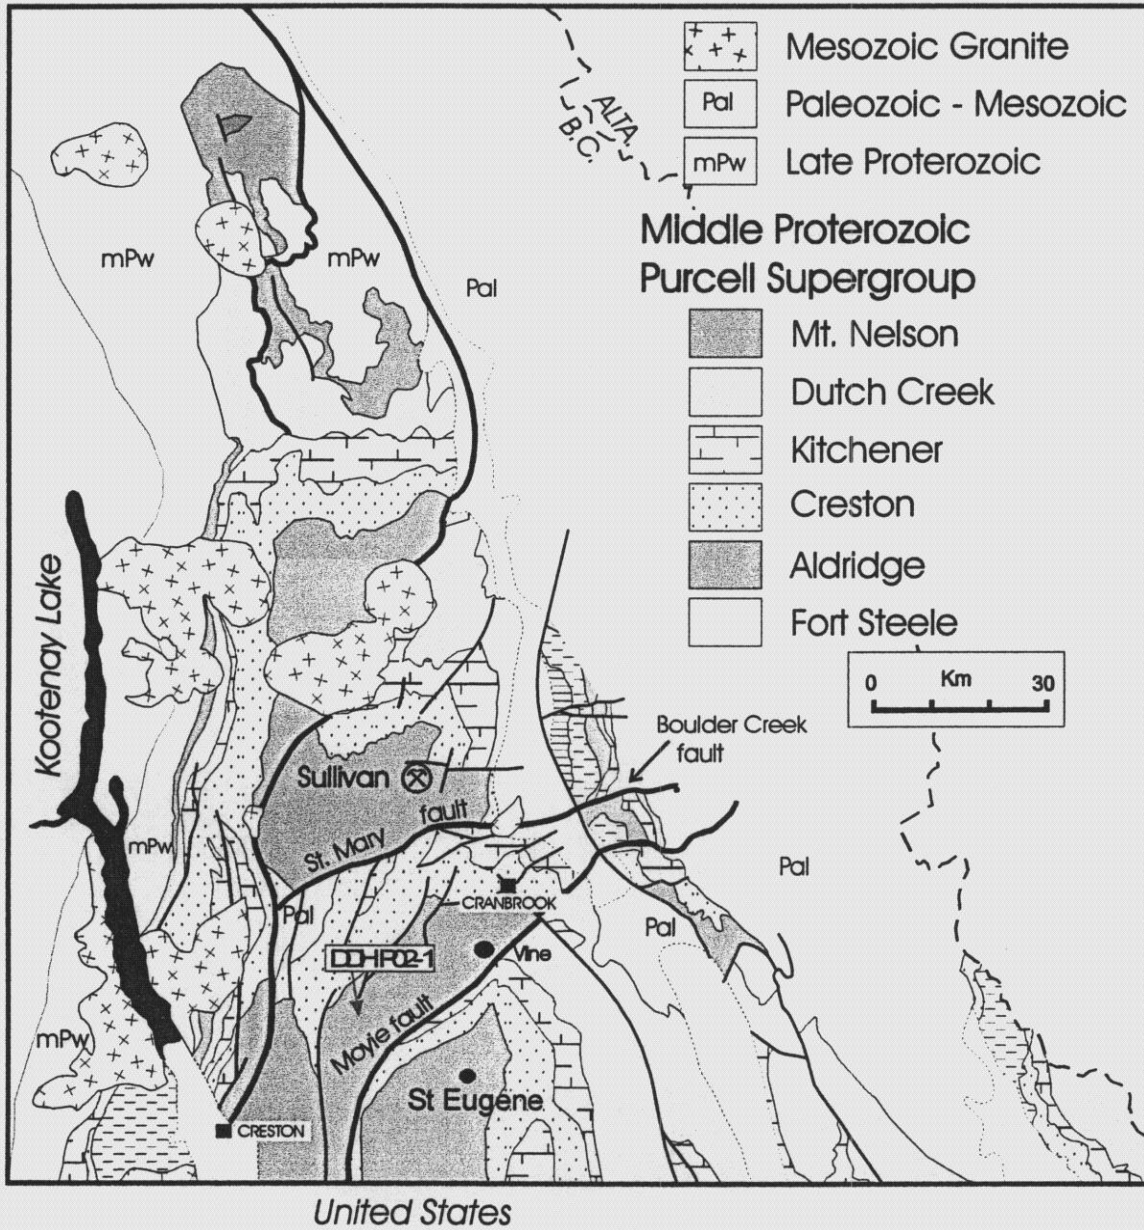 Mesozoic Granite
Pal
Paleozoic - Mesozoic
mPw
Late Proterozoic
ALTA.
B.C.
Middle Proterozoic
Purcell Supergroup
Mt. Nelson
Dutch Creek
Kitchener
Creston
Aldridge
Fort Steele
0 Km 30
mPw
mPw
Pal
Kootenay Lake
Boulder Creek
fault
Sullivan
St. Mary fault
mPw
Pal
CRANBROOK
Pal
Pal
DDHP02-1
Vine
Moyie fault
mPw
St Eugene
CRESTON
United States